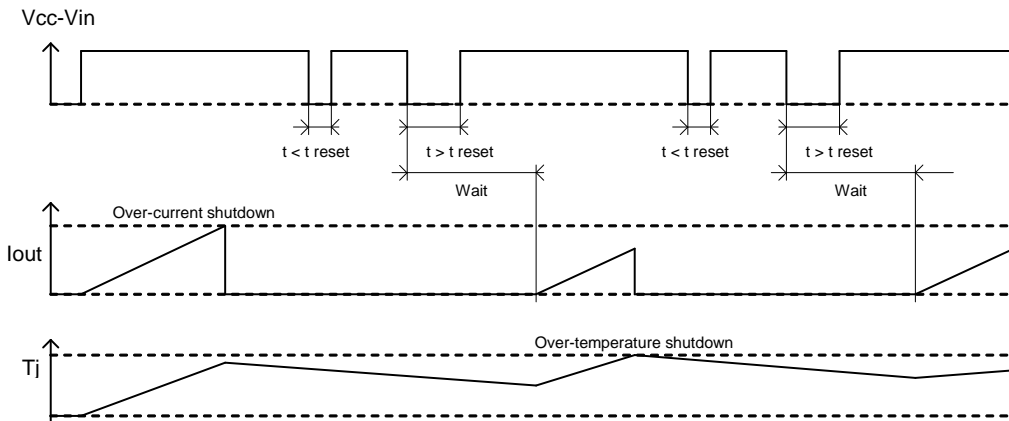 Vcc-Vin
t < t reset
t > t reset
t < t reset
t > t reset
Wait
Wait
Over-current shutdown
Iout
Over-temperature shutdown
Tj